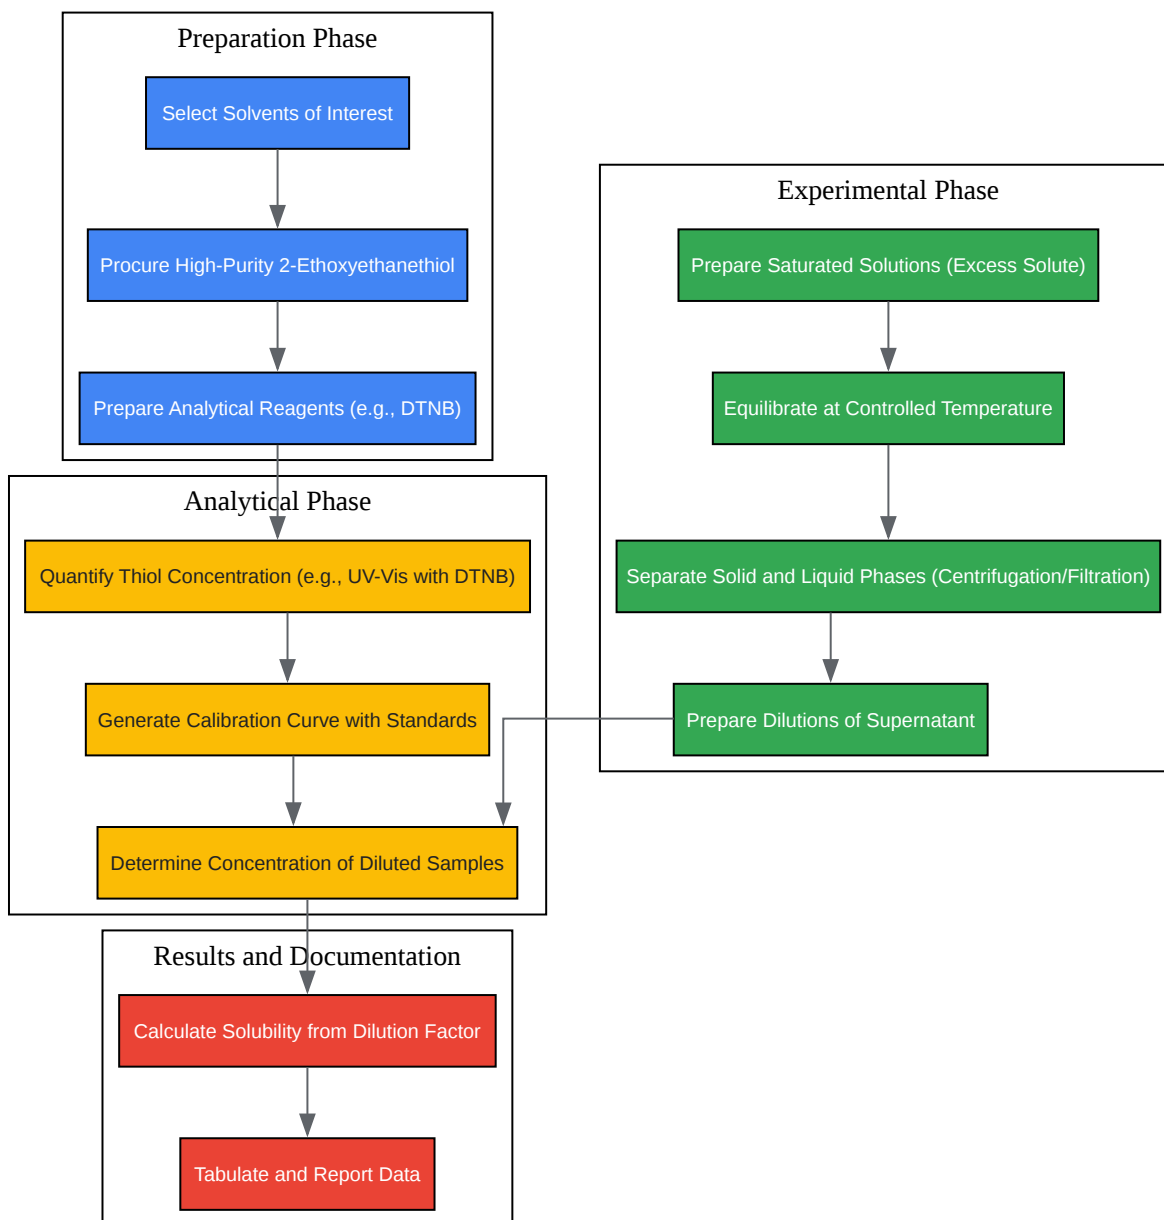 Preparation Phase
Select Solvents of Interest
Procure High-Purity 2-Ethoxyethanethiol
Prepare Analytical Reagents (e.g., DTNB)
Experimental Phase
Prepare Saturated Solutions (Excess Solute)
Equilibrate at Controlled Temperature
Separate Solid and Liquid Phases (Centrifugation/Filtration)
Prepare Dilutions of Supernatant
Analytical Phase
Quantify Thiol Concentration (e.g., UV-Vis with DTNB)
Generate Calibration Curve with Standards
Determine Concentration of Diluted Samples
Results and Documentation
Calculate Solubility from Dilution Factor
Tabulate and Report Data